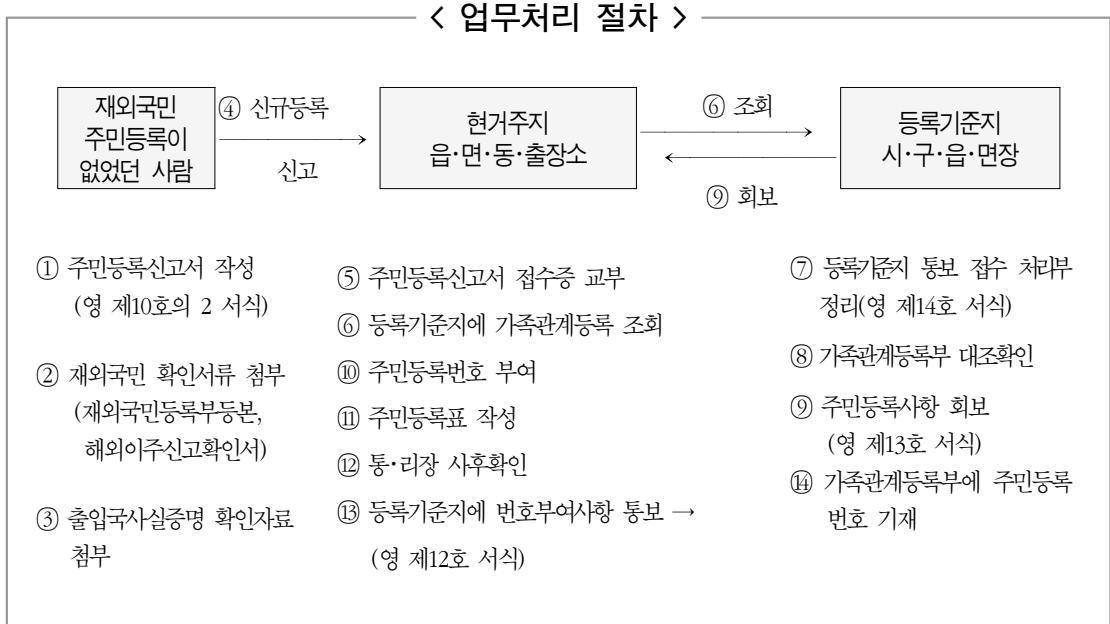 < 업무처리 절차 >
재외국민
주민등록이
없었던 사람
④ 신규등록
신고
현거주지
읍·면·동·출장소
⑥ 조회
⑨ 회보
등록기준지
시·구·읍·면장
① 주민등록신고서 작성
(영 제10호의 2 서식)
② 재외국민 확인서류 첨부
(재외국민등록부등본,
해외이주신고확인서)
③ 출입국사실증명 확인자료
첨부
⑤ 주민등록신고서 접수증 교부
⑥ 등록기준지에 가족관계등록 조회
⑩ 주민등록번호 부여
⑪ 주민등록표 작성
⑫ 통·리장 사후확인
⑬ 등록기준지에 번호부여사항 통보 →
(영 제12호 서식)
⑦ 등록기준지 통보 접수 처리부
정리(영 제14호 서식)
⑧ 가족관계등록부 대조확인
⑨ 주민등록사항 회보
(영 제13호 서식)
⑭ 가족관계등록부에 주민등록
번호 기재